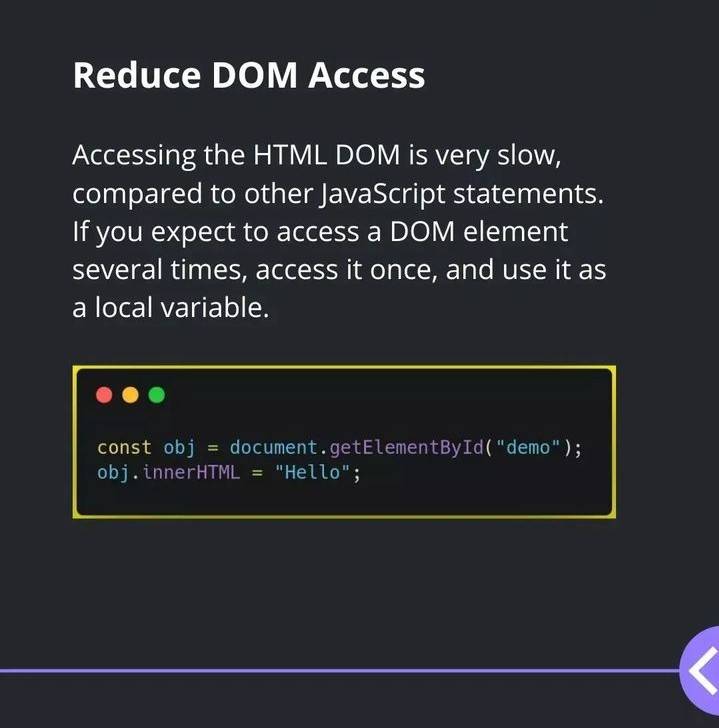 Reduce DOM Access
Accessing the HTML DOM is very slow,
compared to other JavaScript statements.
If you expect to access a DOM element
several times, access it once, and use it as
a local variable.
const obj = document.getElementById("demo");
obj.innerHTML = "Hello";